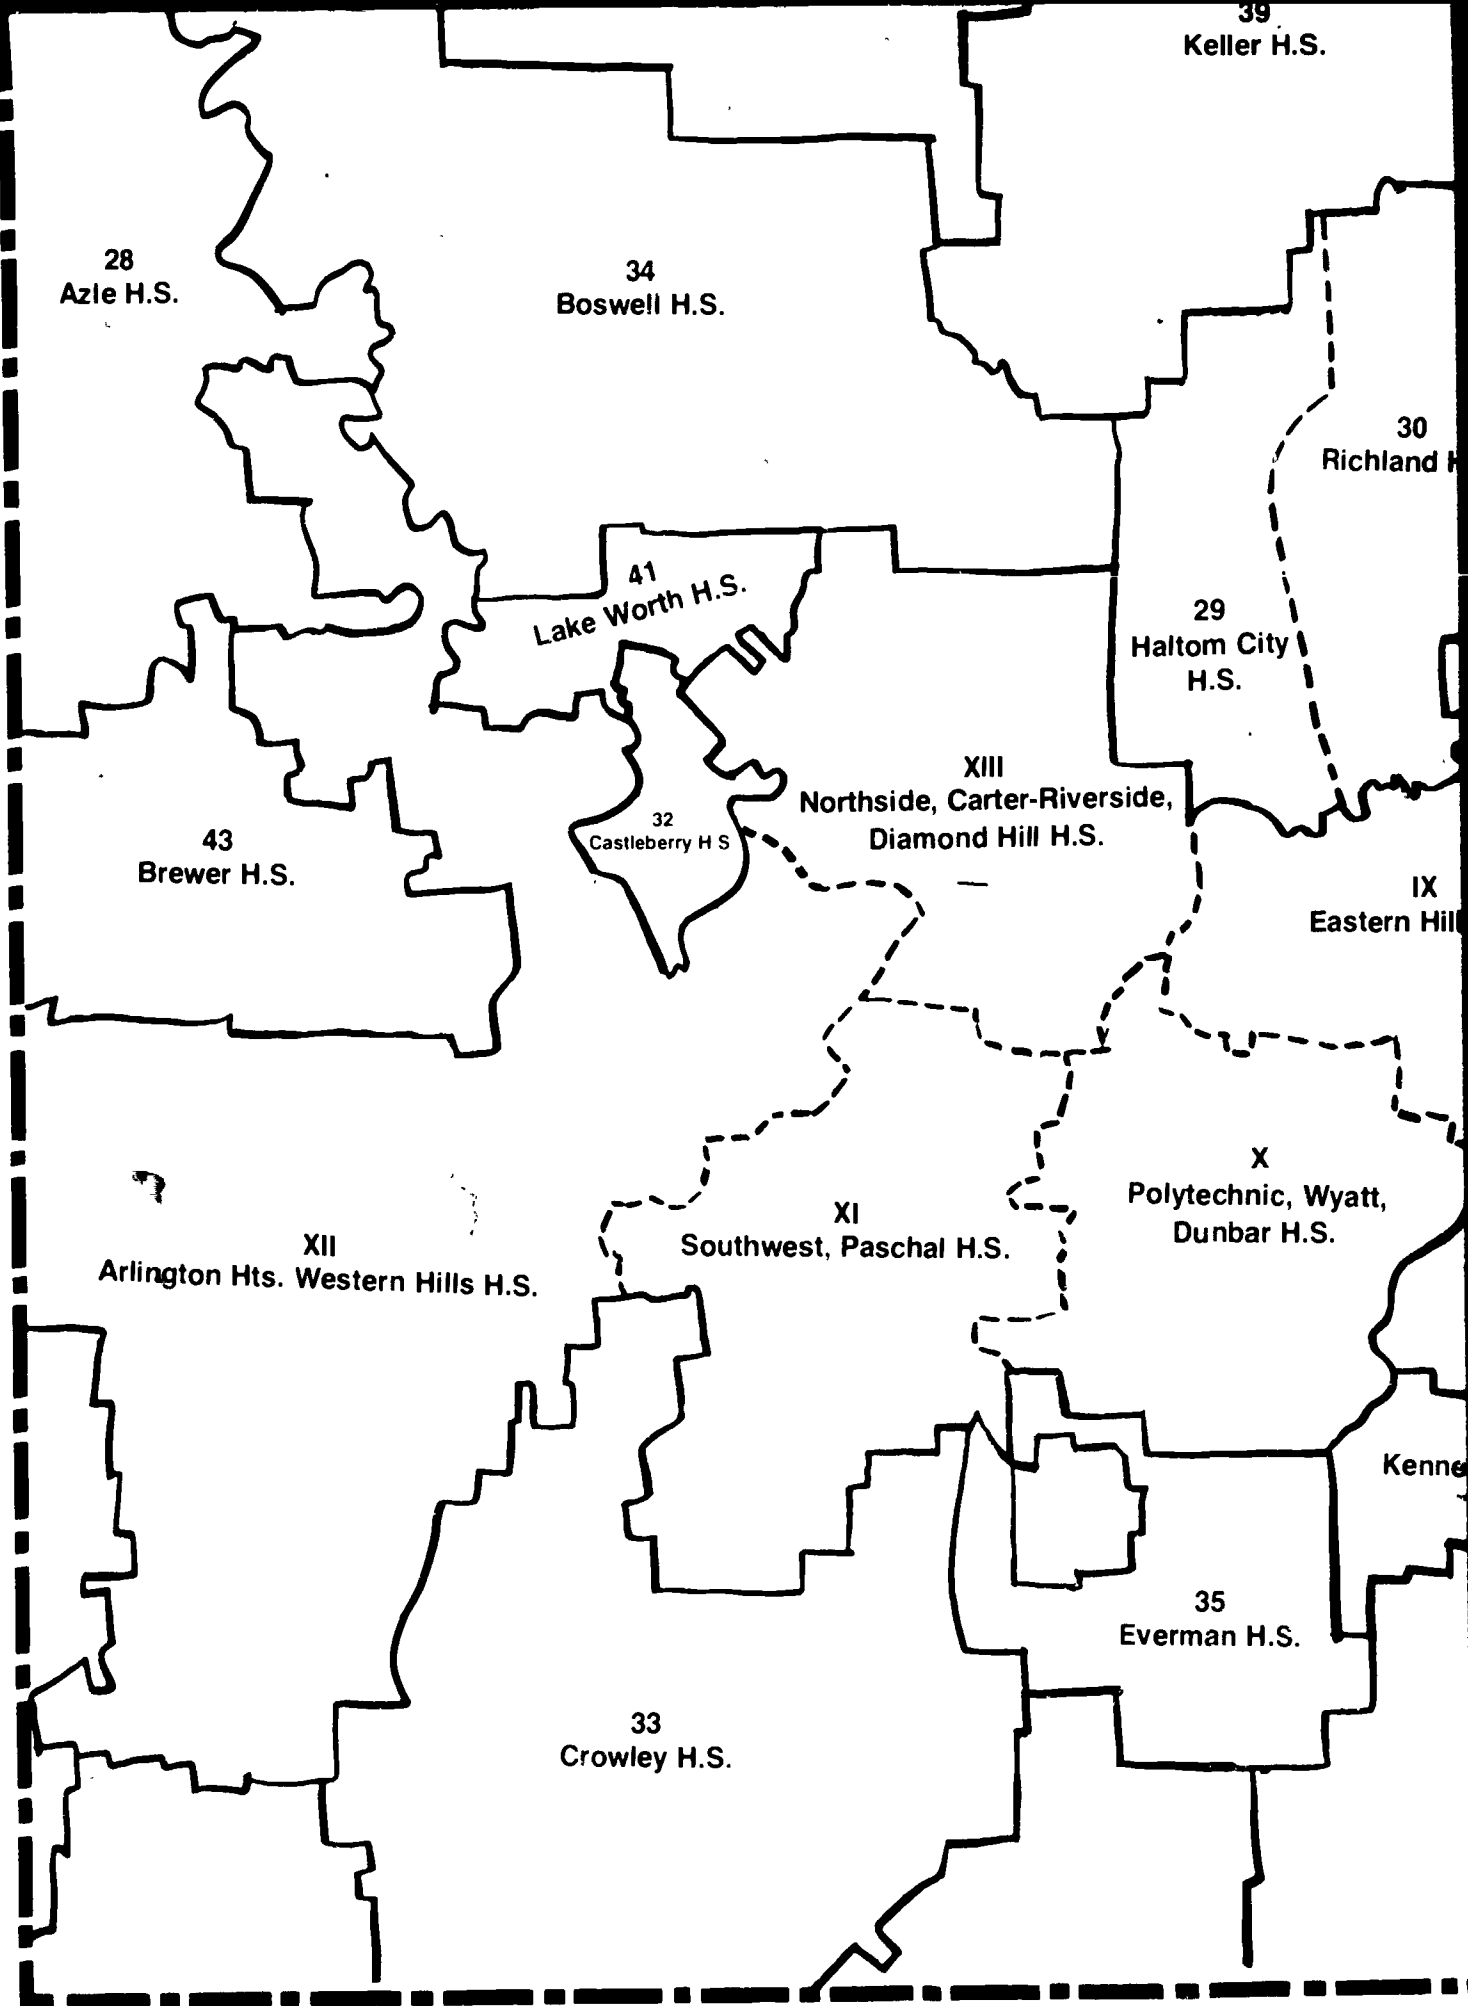 39
Keller H.S.
28
Azle H.S.
34
Boswell H.S.
30
Richland H
41
Lake Worth H.S.
29
Haltom City
H.S.
XIII
Northside, Carter-Riverside,
Diamond Hill H.S.
32
Castleberry H S
43
Brewer H.S.
IX
Eastern Hill
X
Polytechnic, Wyatt,
Dunbar H.S.
XI
Southwest, Paschal H.S.
XII
Arlington Hts. Western Hills H.S.
Kenne
35
Everman H.S.
33
Crowley H.S.